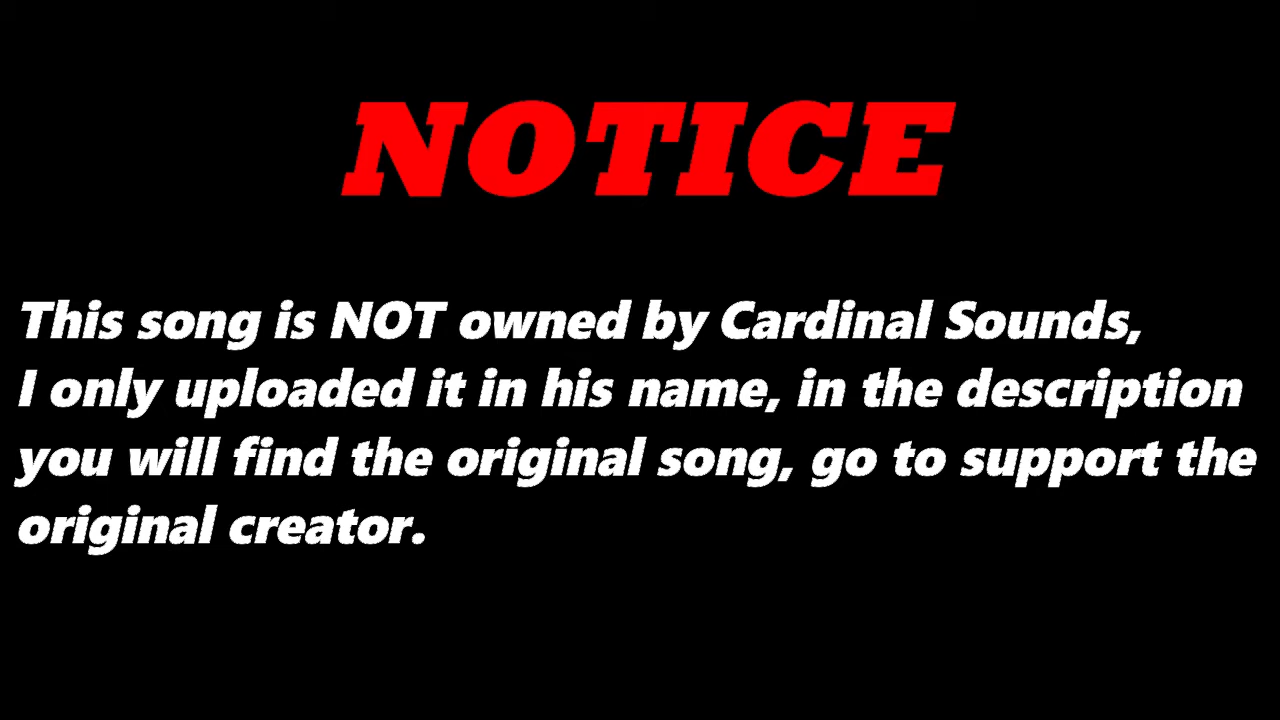 NOTICE
This song is NOT owned by Cardinal Sounds,
I only uploaded it in his name, in the description
you will find the original song, go to support the
original creator.